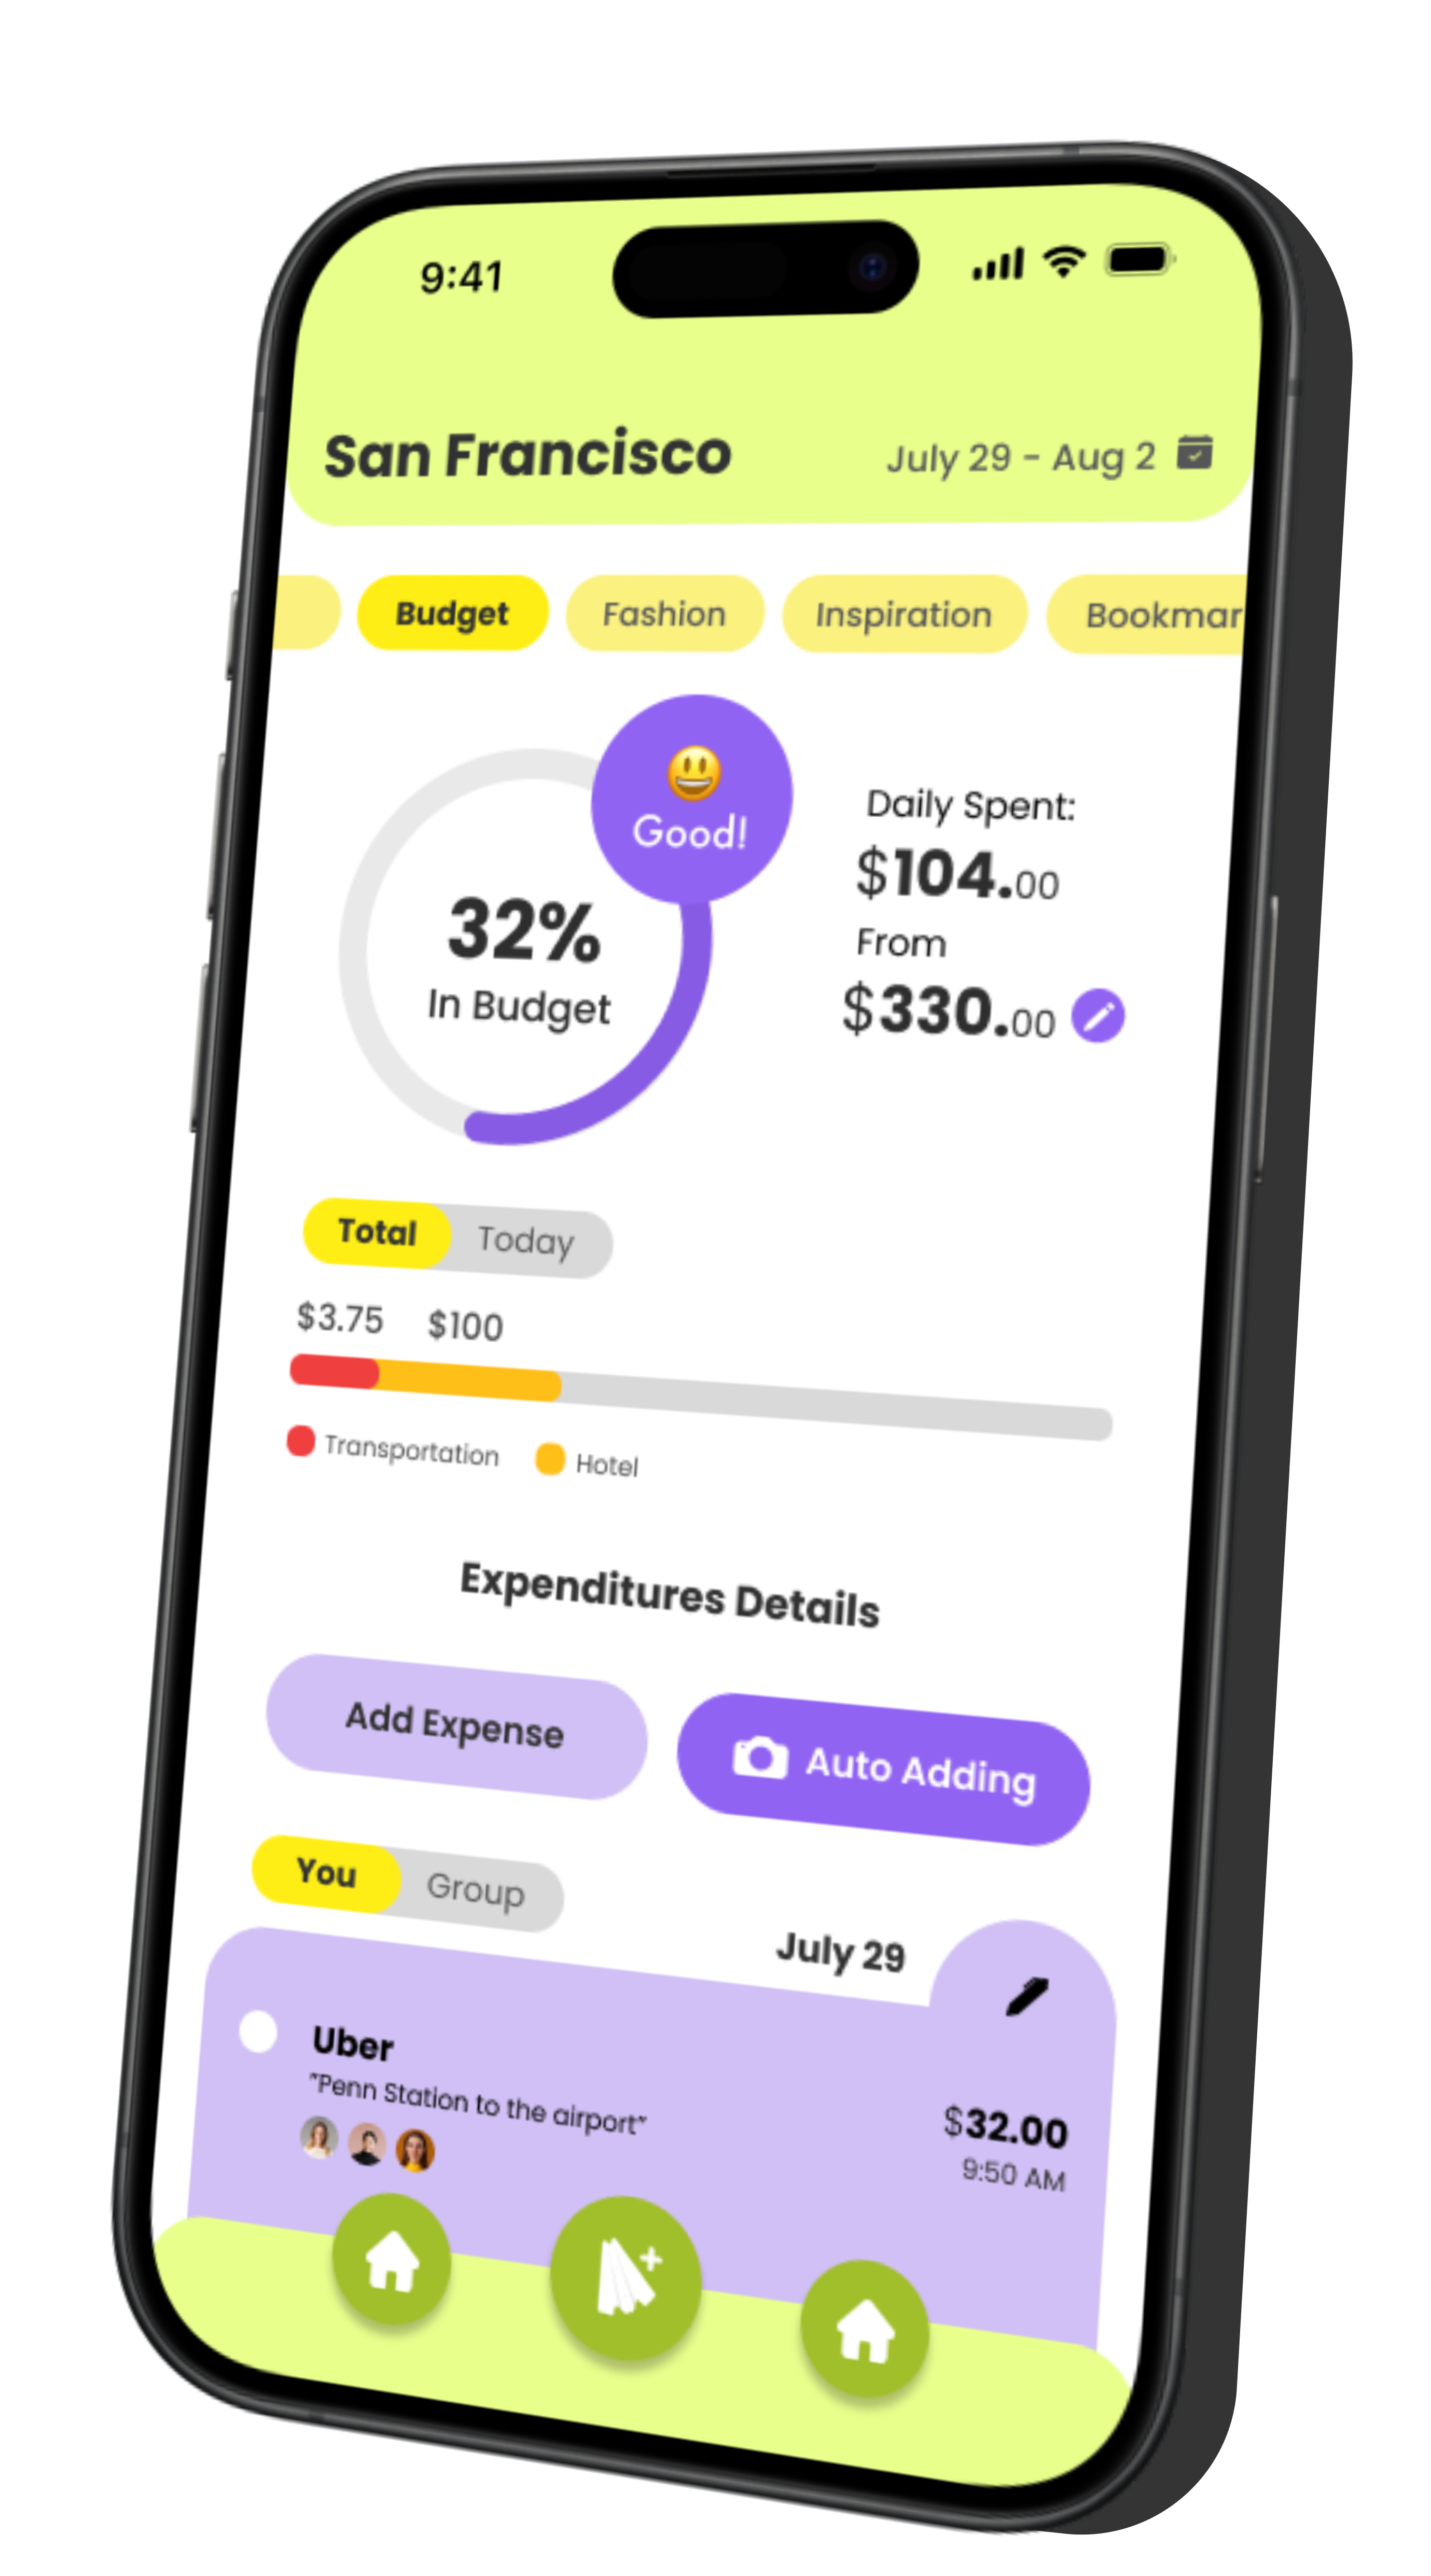 9:41
San Francisco
July 29 - Aug 2
Budget
Fashion
Inspiration
Bookmar
😃
Good!
32%
In Budget
Daily Spent:
$104.00
From
$330.00
Total
Today
$3.75
$100
Transportation
Hotel
Expenditures Details
Add Expense
Auto Adding
You
Group
July 29
Uber
"Penn Station to the airport"
$32.00
9:50 AM